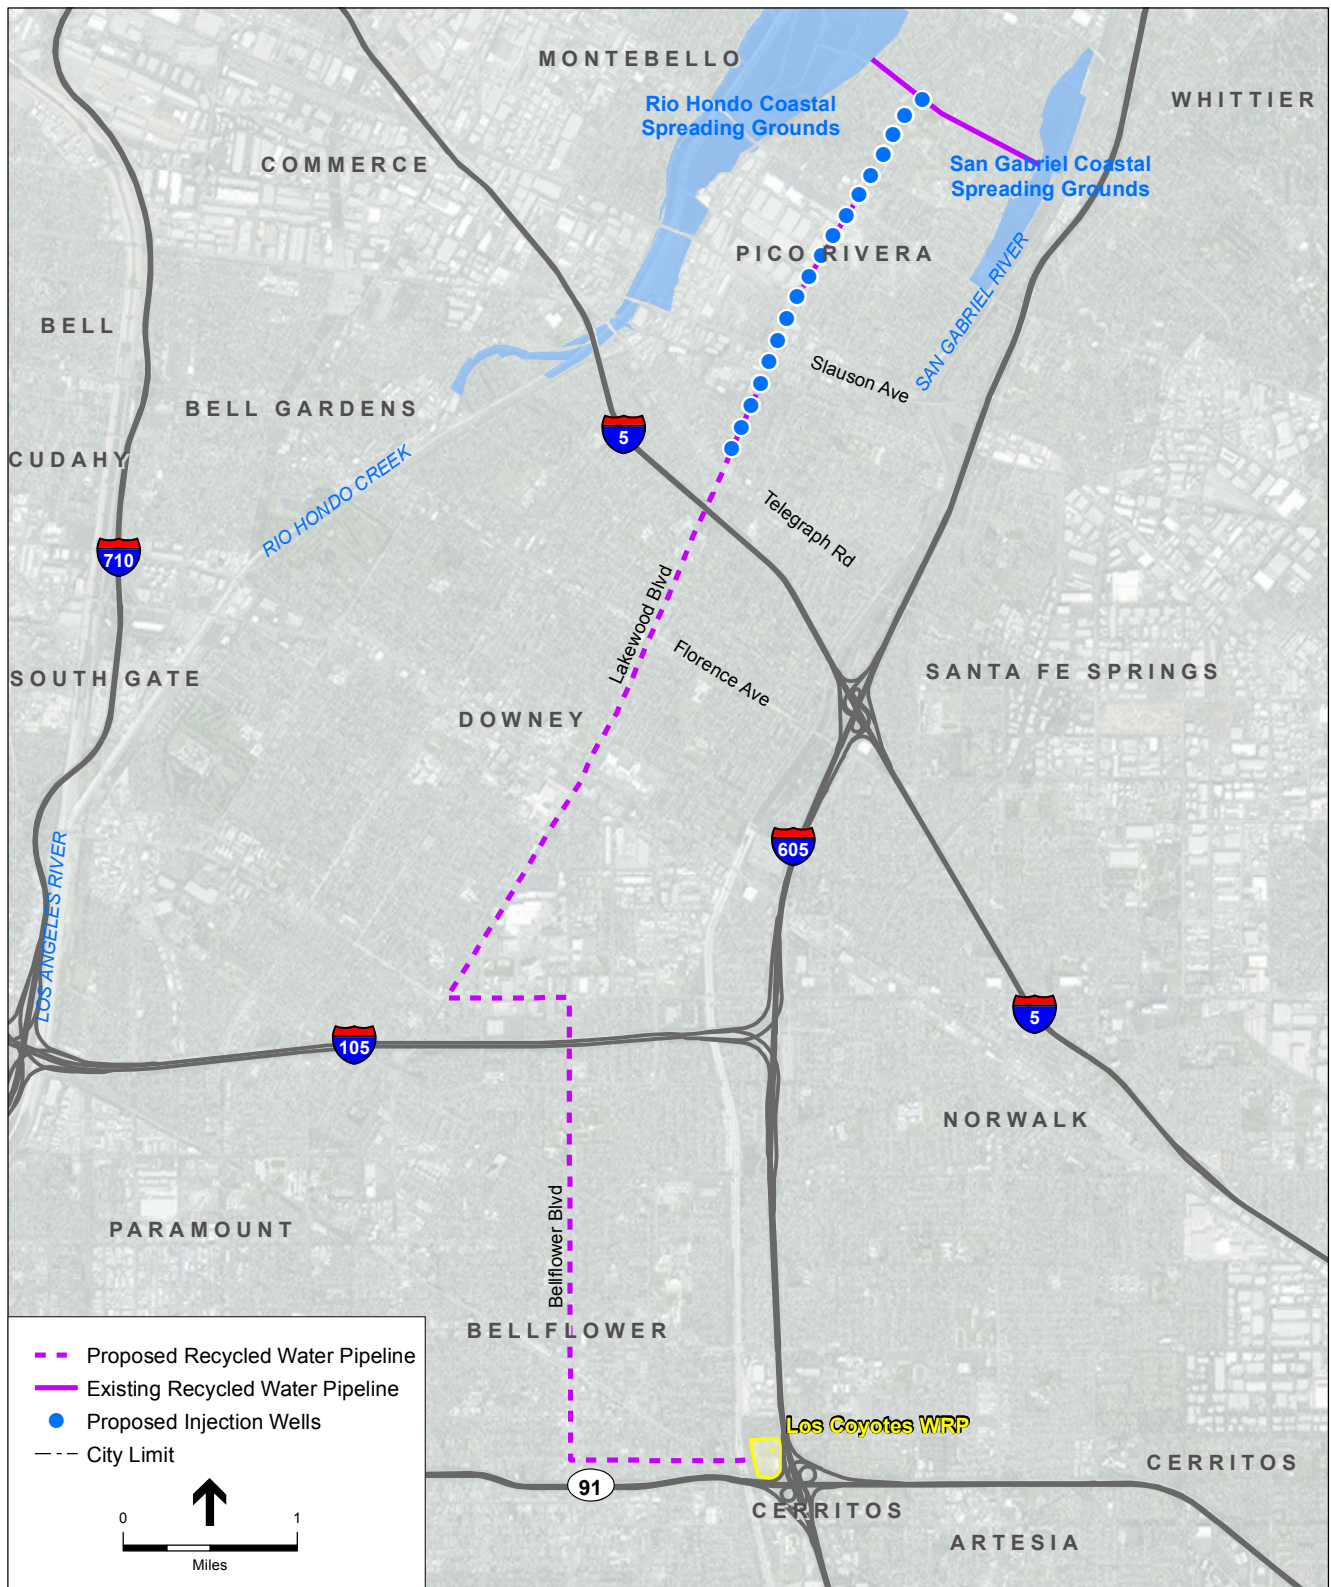 MONTEBELLO
Rio Hondo Coastal
Spreading Grounds
WHITTIER
COMMERCE
San Gabriel Coastal
Spreading Grounds
PICO RIVERA
SAN GABRIEL RIVER
BELL
Slauson Ave
BELL GARDENS
5
CUDAHY
RIO HONDO CREEK
Telegraph Rd
710
Lakewood Blvd
Florence Ave
SOUTH GATE
SANTA FE SPRINGS
DOWNEY
605
LOS ANGELES RIVER
5
105
NORWALK
PARAMOUNT
Bellflower Blvd
BELLFLOWER
Los Coyotes WRP
CERRITOS
91
CERRITOS
ARTESIA
Proposed Recycled Water Pipeline
Existing Recycled Water Pipeline
Proposed Injection Wells
City Limit
0 1
Miles